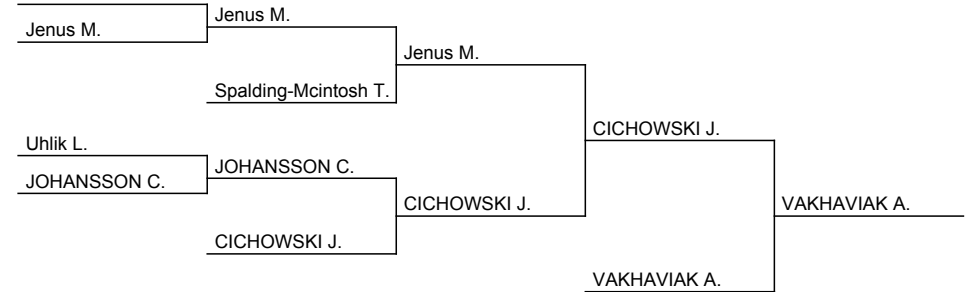 Jenus M.
Jenus M.
Jenus M.
Spalding-Mcintosh T.
CICHOWSKI J.
Uhlik L.
JOHANSSON C.
JOHANSSON C.
CICHOWSKI J.
VAKHAVIAK A.
CICHOWSKI J.
VAKHAVIAK A.